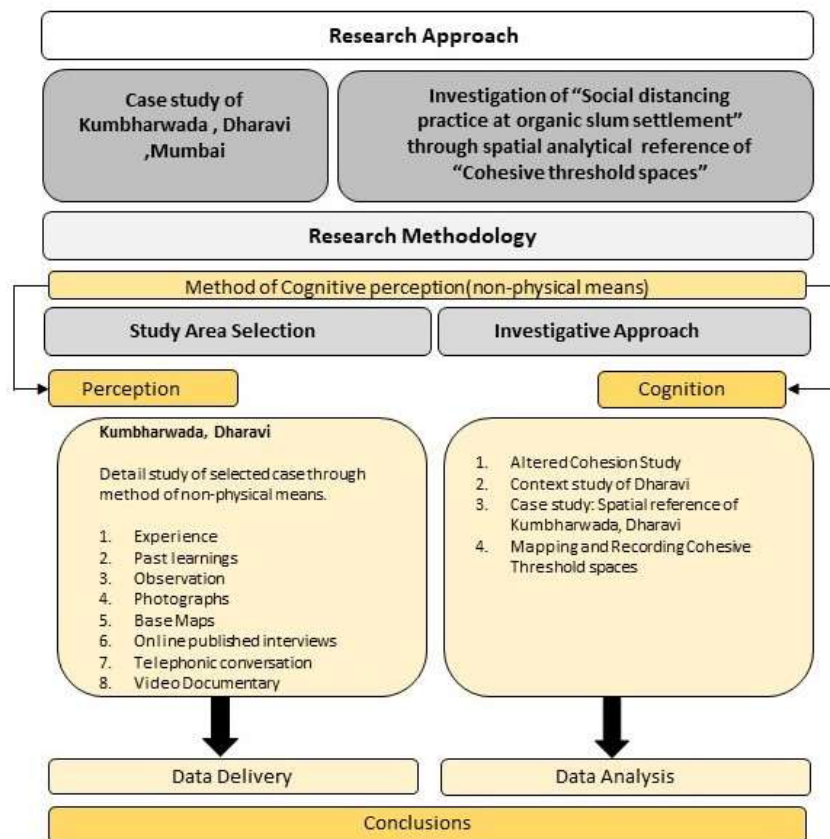 Research Approach
Case study of
Kumbharwada , Dharavi
,Mumbai
Investigation of “Social distancing
practice at organic slum settlement”
through spatial analytical reference of
“Cohesive threshold spaces”
Research Methodology
Method of Cognitive perception(non-physical means)
Study Area Selection
Investigative Approach
Perception
Cognition
Kumbharwada, Dharavi
Detail study of selected case through
method of non-physical means.
1. Experience
2. Past learnings
3. Observation
4. Photographs
5. Base Maps
6. Online published interviews
7. Telephonic conversation
8. Video Documentary
1. Altered Cohesion Study
2. Context study of Dharavi
3. Case study: Spatial reference of
Kumbharwada, Dharavi
4. Mapping and Recording Cohesive
Threshold spaces
Data Delivery
Data Analysis
Conclusions